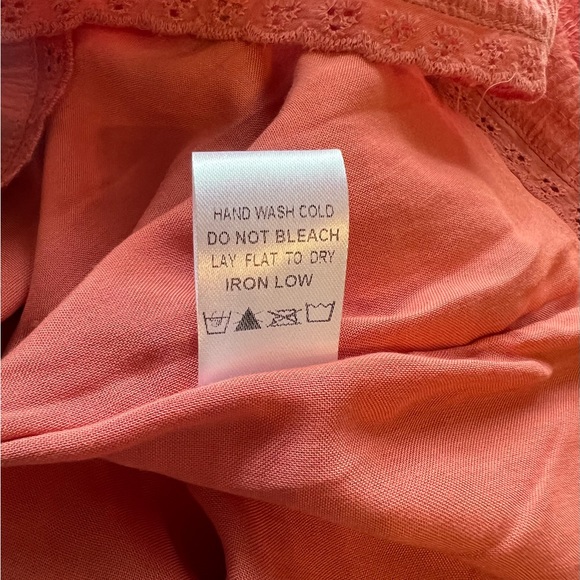 HAND WASH COLD
DO NOT BLEACH
LAY FLAT TO DRY
IRON LOW